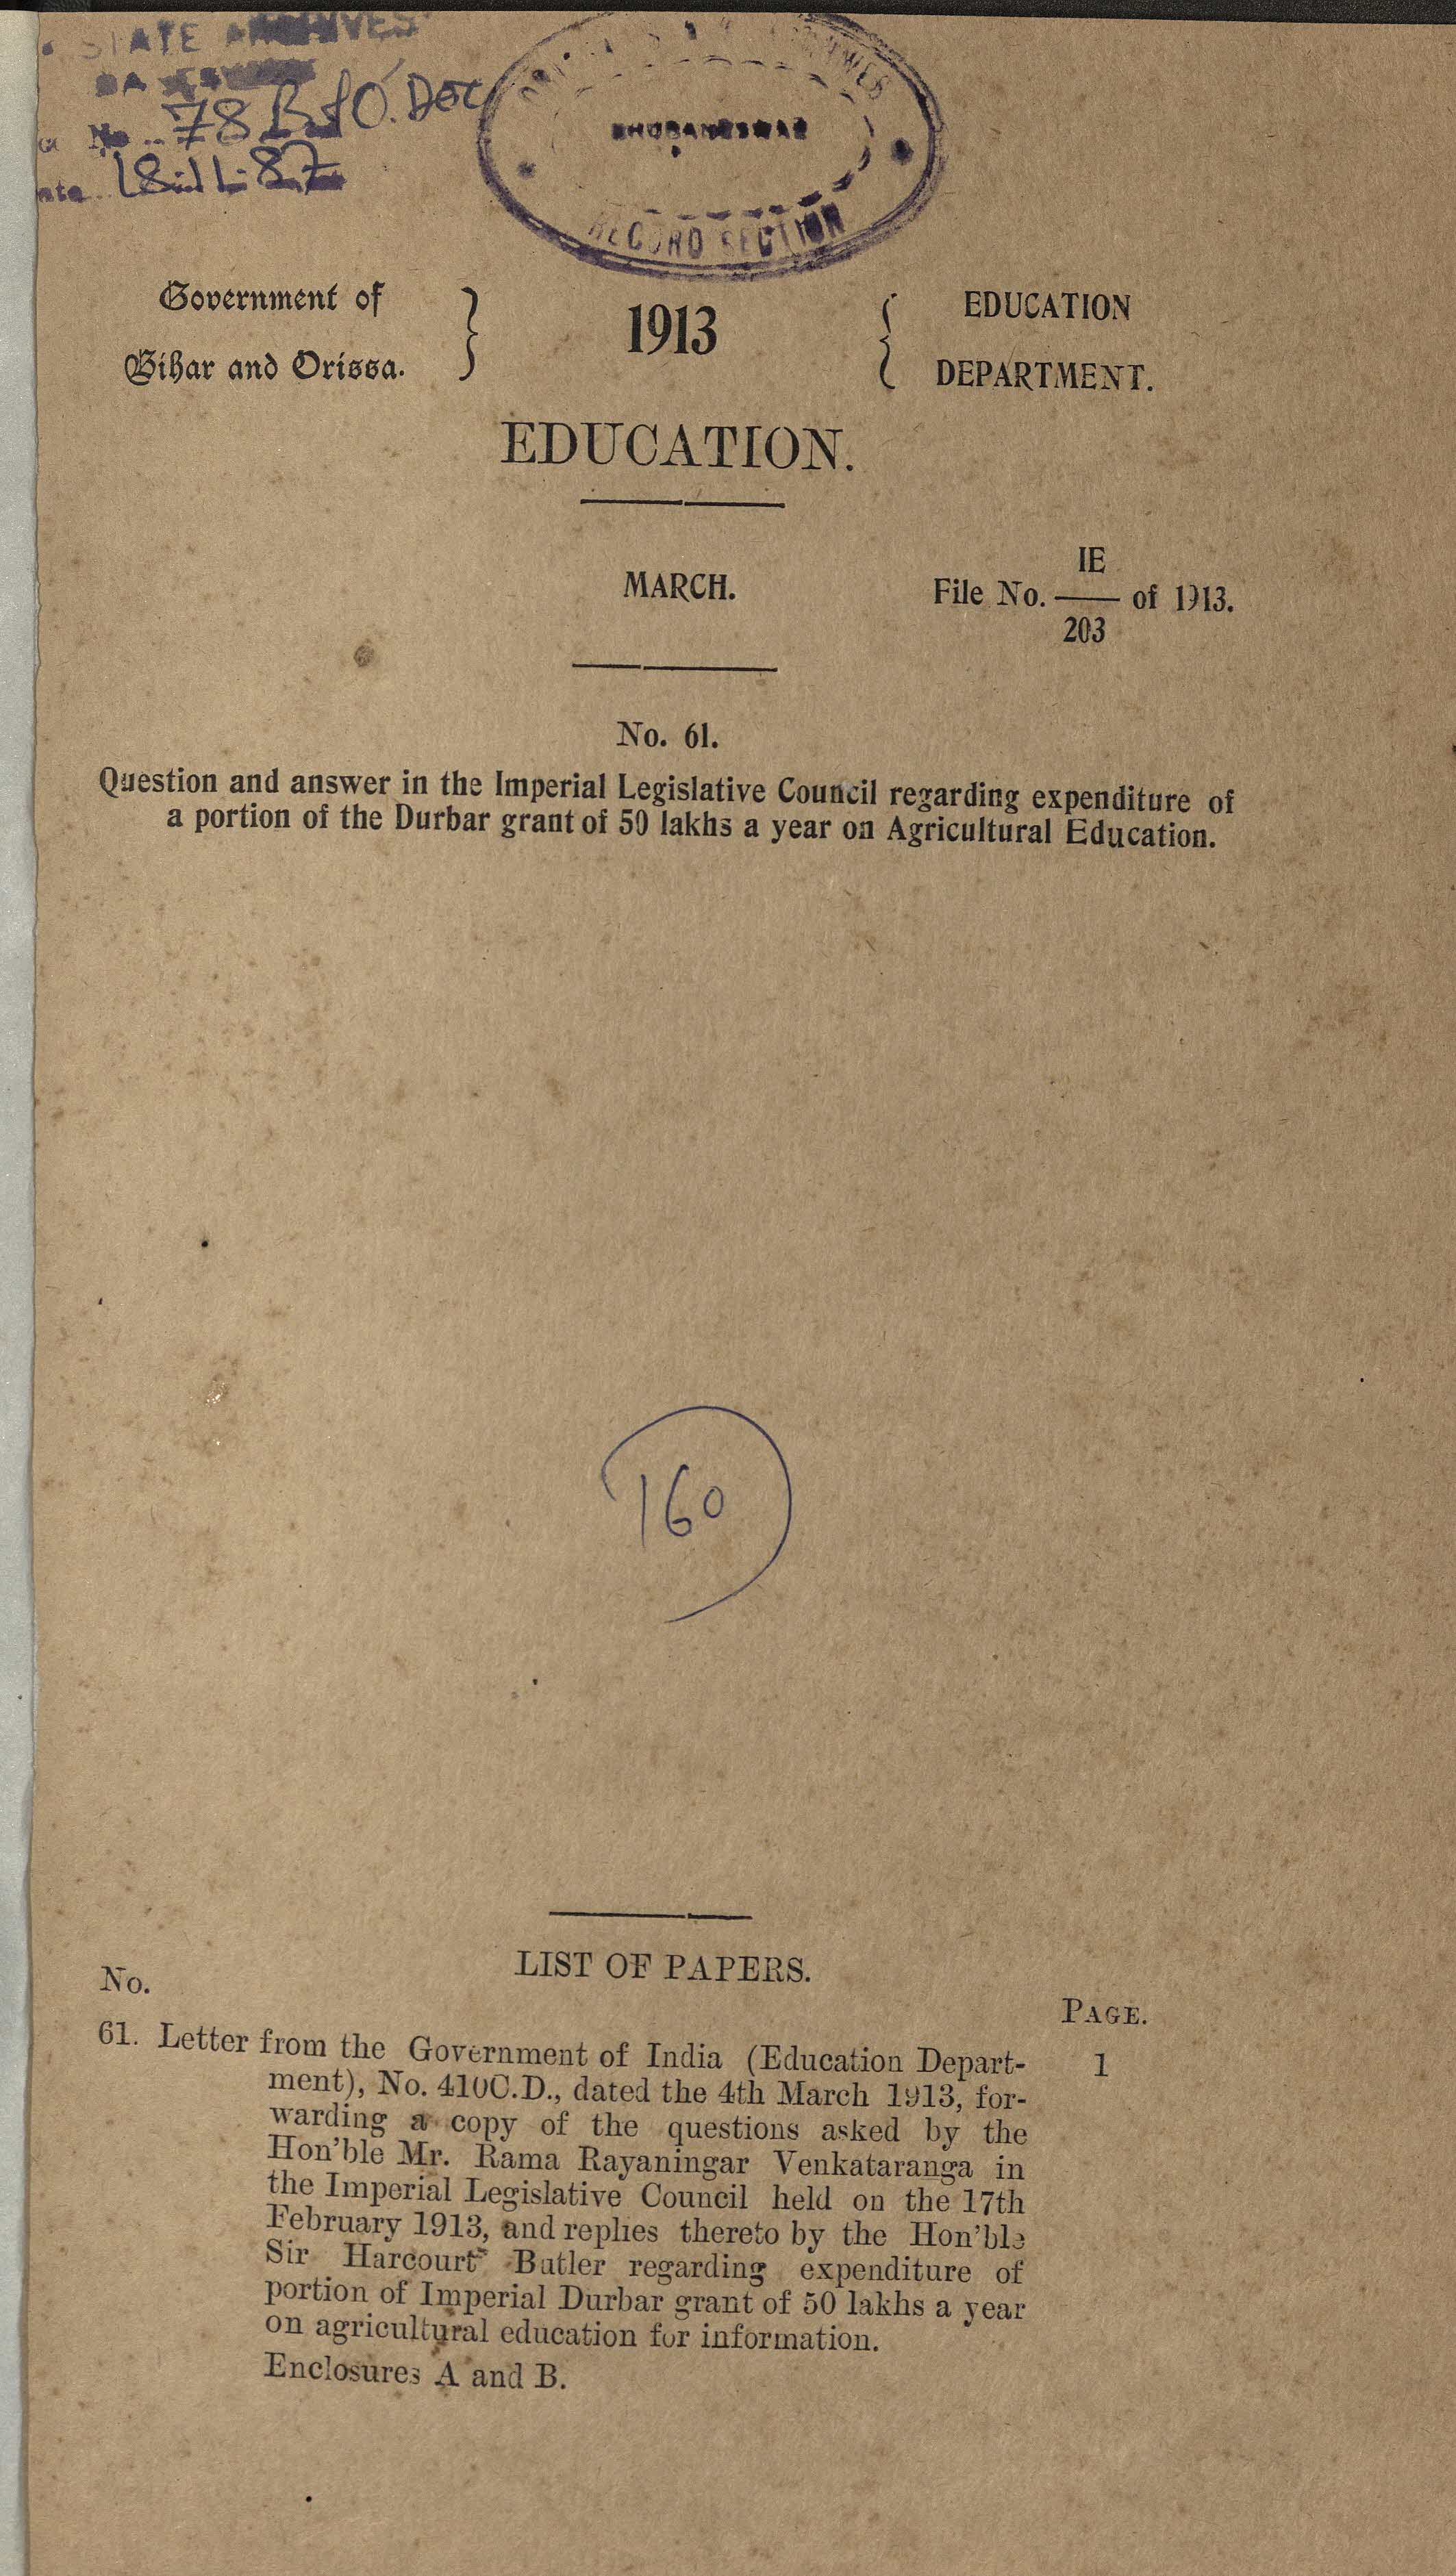 STATE ARCHIVES
No. 78 B&O. DOC
18.11.87
BHUBANESWAR
RECORD SECTION
Government of
Bihar and Orissa.
1913
EDUCATION
DEPARTMENT.
EDUCATION.
MARCH.
IE
File No. —— of 1913.
203
No. 61.
Question and answer in the Imperial Legislative Council regarding expenditure of
a portion of the Durbar grant of 50 lakhs a year on Agricultural Education.
160
LIST OF PAPERS.
No.
PAGE.
61. Letter from the Government of India (Education Depart- 1
ment), No. 410C.D., dated the 4th March 1913, for-
warding a copy of the questions asked by the
Hon'ble Mr. Rama Rayaningar Venkataranga in
the Imperial Legislative Council held on the 17th
February 1913, and replies thereto by the Hon'ble
Sir Harcourt Butler regarding expenditure of
portion of Imperial Durbar grant of 50 lakhs a year
on agricultural education for information.
Enclosures A and B.